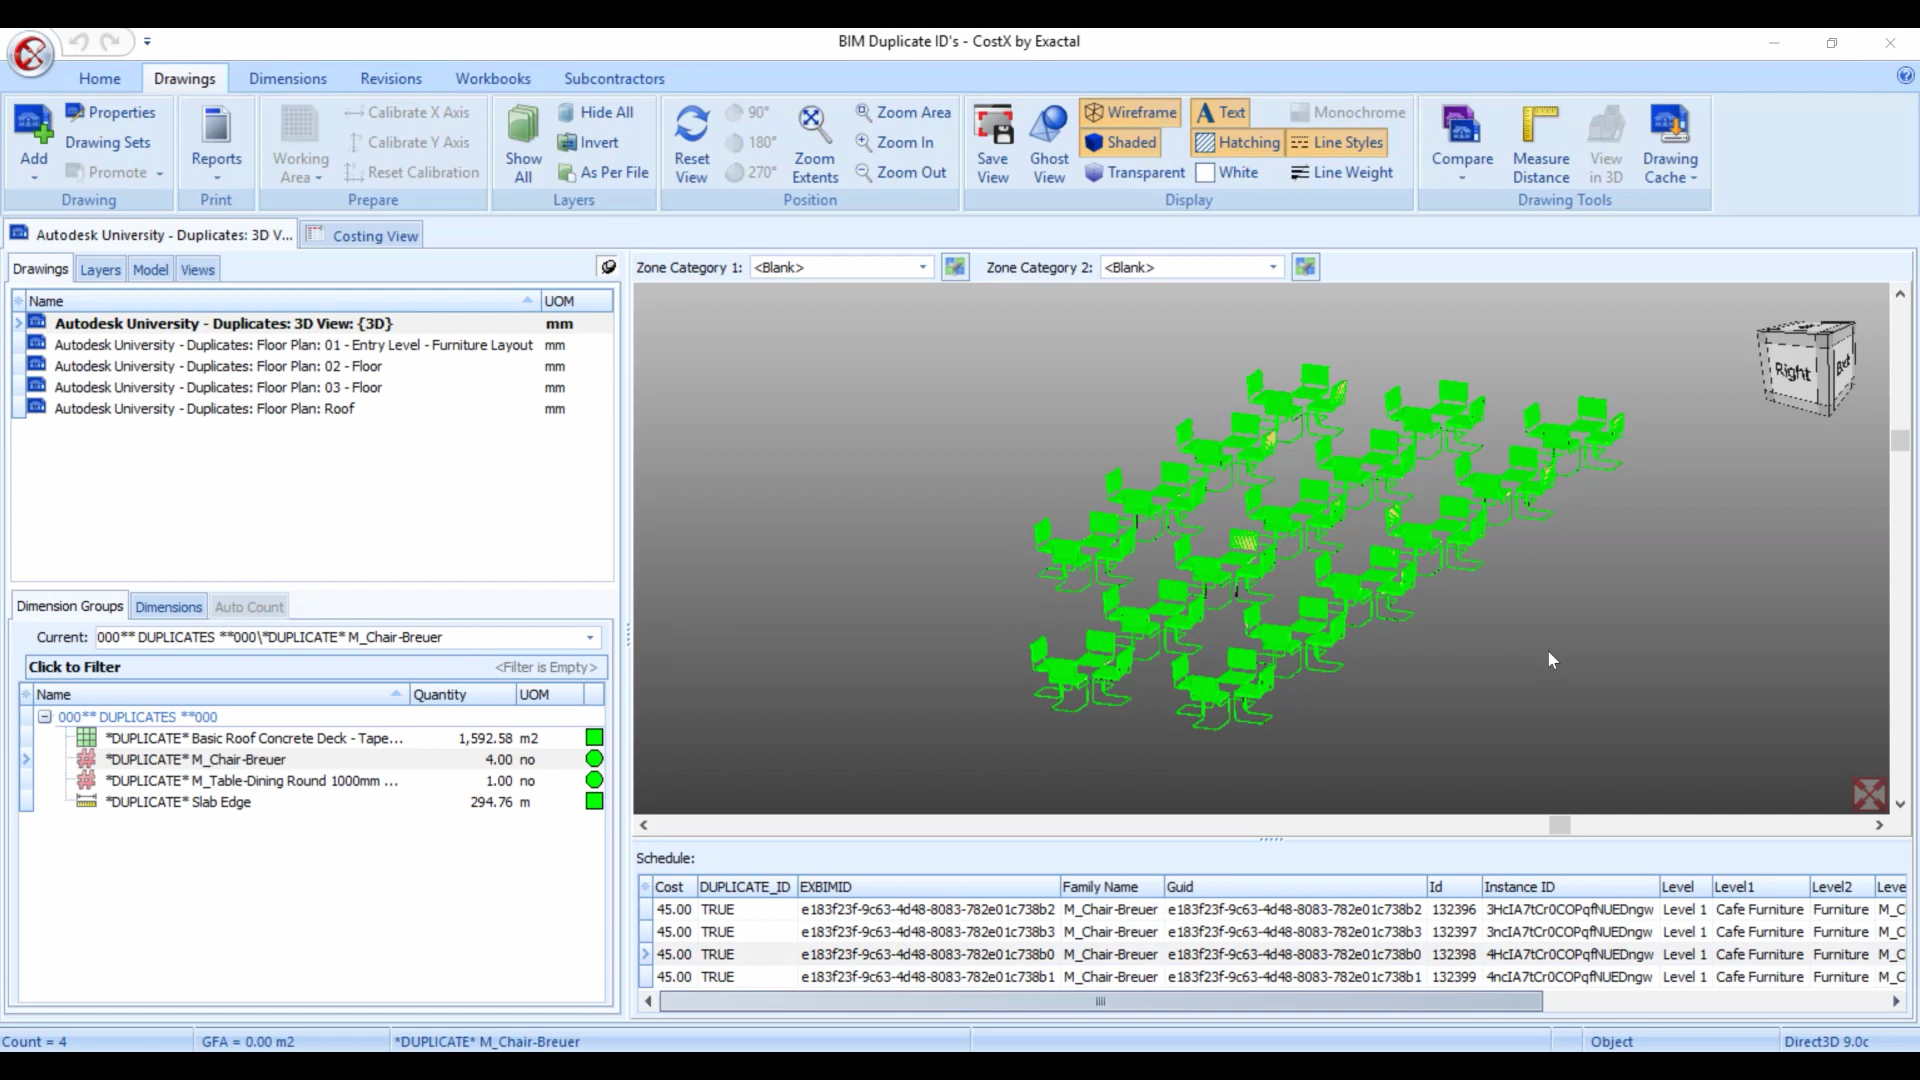 BIM Duplicate ID's - CostX by Exactal
Home Drawings Dimensions Revisions Workbooks Subcontractors
Add
Properties
Drawing Sets
Promote
Drawing
Reports
Print
Working Area
Calibrate X Axis
Calibrate Y Axis
Reset Calibration
Prepare
Show All
Hide All
Invert
As Per File
Layers
Reset View
90°
180°
270°
Zoom Extents
Zoom Area
Zoom In
Zoom Out
Position
Save View
Ghost View
Wireframe
Shaded
Transparent
Text
Hatching
White
Monochrome
Line Styles
Line Weight
Display
Compare
Measure Distance
View in 3D
Drawing Cache
Drawing Tools
Autodesk University - Duplicates: 3D V...
Costing View
Drawings Layers Model Views
Name UOM
Autodesk University - Duplicates: 3D View: {3D} mm
Autodesk University - Duplicates: Floor Plan: 01 - Entry Level - Furniture Layout mm
Autodesk University - Duplicates: Floor Plan: 02 - Floor mm
Autodesk University - Duplicates: Floor Plan: 03 - Floor mm
Autodesk University - Duplicates: Floor Plan: Roof mm
Zone Category 1: <Blank> Zone Category 2: <Blank>
Right
Dimension Groups Dimensions Auto Count
Current: 000** DUPLICATES **000\*DUPLICATE* M_Chair-Breuer
Click to Filter <Filter is Empty>
Name Quantity UOM
000** DUPLICATES **000
*DUPLICATE* Basic Roof Concrete Deck - Tape... 1,592.58 m2
*DUPLICATE* M_Chair-Breuer 4.00 no
*DUPLICATE* M_Table-Dining Round 1000mm ... 1.00 no
*DUPLICATE* Slab Edge 294.76 m
Schedule:
Cost DUPLICATE_ID EXBIMID Family Name Guid Id Instance ID Level Level1 Level2 Leve
45.00 TRUE e183f23f-9c63-4d48-8083-782e01c738b2 M_Chair-Breuer e183f23f-9c63-4d48-8083-782e01c738b2 132396 3HcIA7tCr0COPqfNUEDngw Level 1 Cafe Furniture Furniture M_C
45.00 TRUE e183f23f-9c63-4d48-8083-782e01c738b3 M_Chair-Breuer e183f23f-9c63-4d48-8083-782e01c738b3 132397 3ncIA7tCr0COPqfNUEDngw Level 1 Cafe Furniture Furniture M_C
45.00 TRUE e183f23f-9c63-4d48-8083-782e01c738b0 M_Chair-Breuer e183f23f-9c63-4d48-8083-782e01c738b0 132398 4HcIA7tCr0COPqfNUEDngw Level 1 Cafe Furniture Furniture M_C
45.00 TRUE e183f23f-9c63-4d48-8083-782e01c738b1 M_Chair-Breuer e183f23f-9c63-4d48-8083-782e01c738b1 132399 4ncIA7tCr0COPqfNUEDngw Level 1 Cafe Furniture Furniture M_C
Count = 4 GFA = 0.00 m2 *DUPLICATE* M_Chair-Breuer Object Direct3D 9.0c